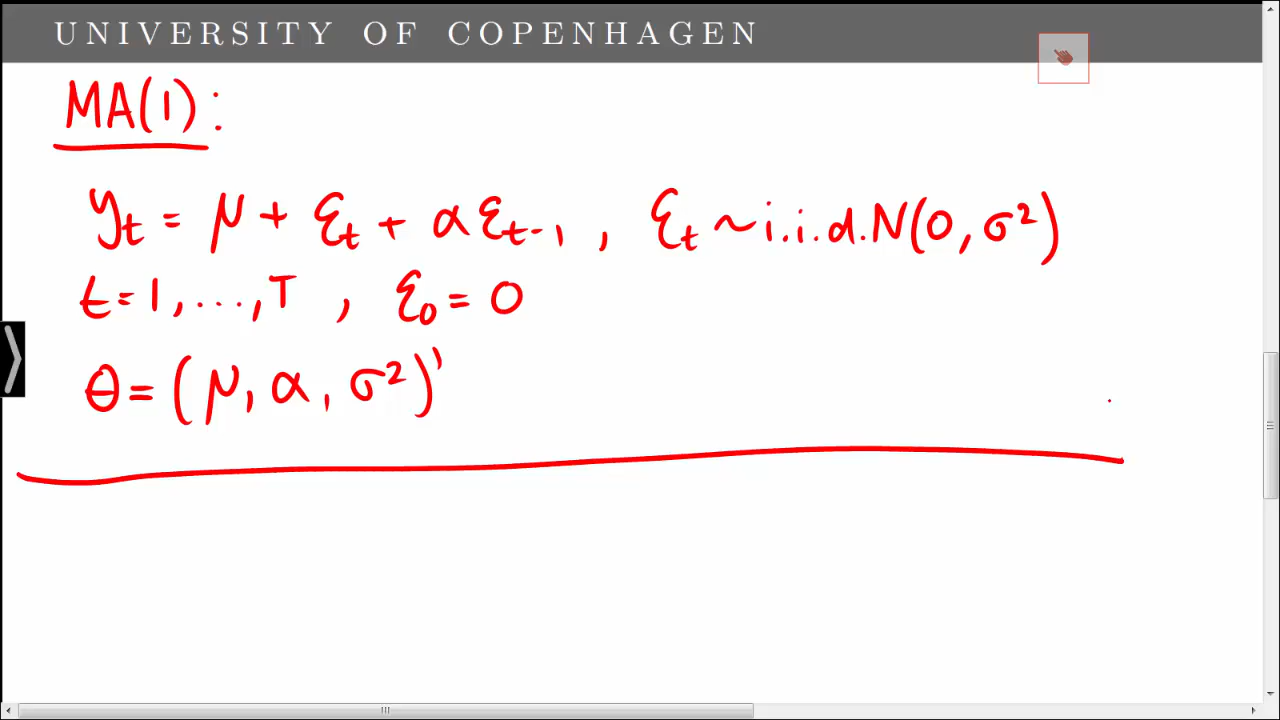 UNIVERSITY OF COPENHAGEN
MA(1):
yₜ = μ + εₜ + αεₜ₋₁ , εₜ ~ i.i.d. N(0, σ²)
t = 1, ..., T , ε₀ = 0
θ = (μ, α, σ²)'